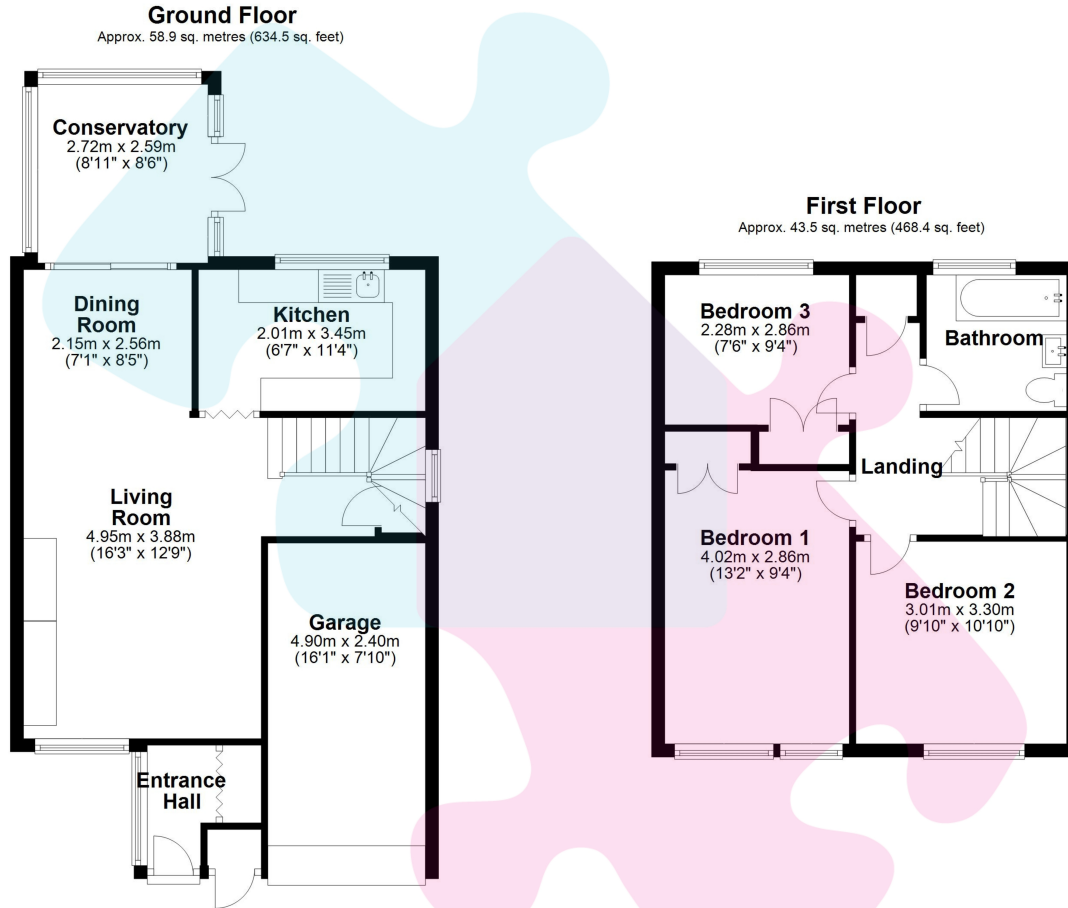 Ground Floor
Approx. 58.9 sq. metres (634.5 sq. feet)
Conservatory
2.72m x 2.59m
(8'11" x 8'6")
Dining
Room
2.15m x 2.56m
(7'1" x 8'5")
Kitchen
2.01m x 3.45m
(6'7" x 11'4")
Living
Room
4.95m x 3.88m
(16'3" x 12'9")
Garage
4.90m x 2.40m
(16'1" x 7'10")
Entrance
Hall
First Floor
Approx. 43.5 sq. metres (468.4 sq. feet)
Bedroom 3
2.28m x 2.86m
(7'6" x 9'4")
Bathroom
Landing
Bedroom 1
4.02m x 2.86m
(13'2" x 9'4")
Bedroom 2
3.01m x 3.30m
(9'10" x 10'10")